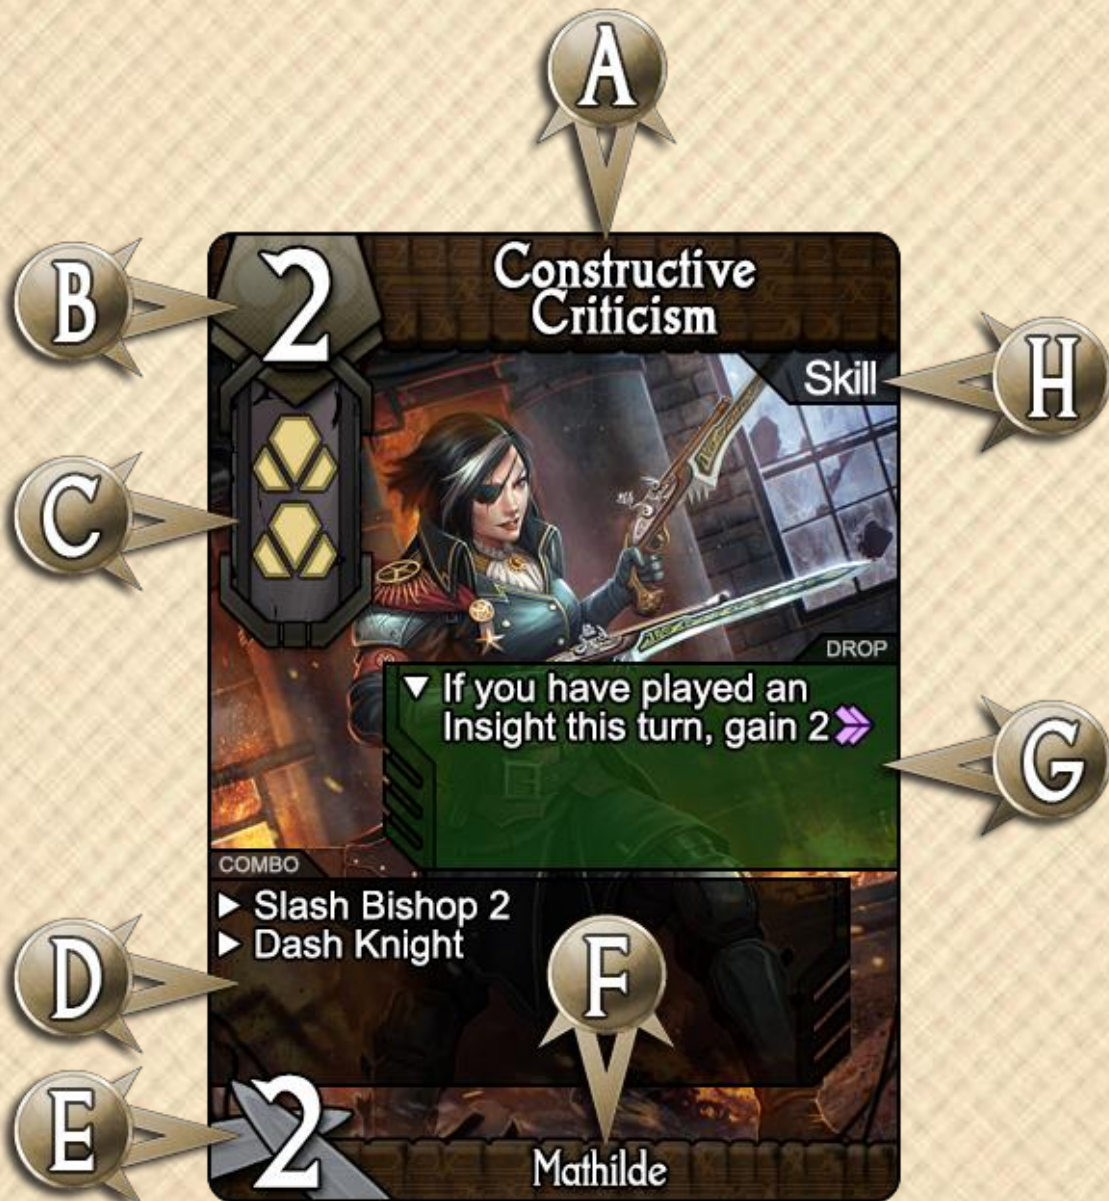 A
B
2
Constructive
Criticism
H
Skill
C
DROP
▼ If you have played an
Insight this turn, gain 2
G
COMBO
▶ Slash Bishop 2
▶ Dash Knight
D
F
E
2
Mathilde